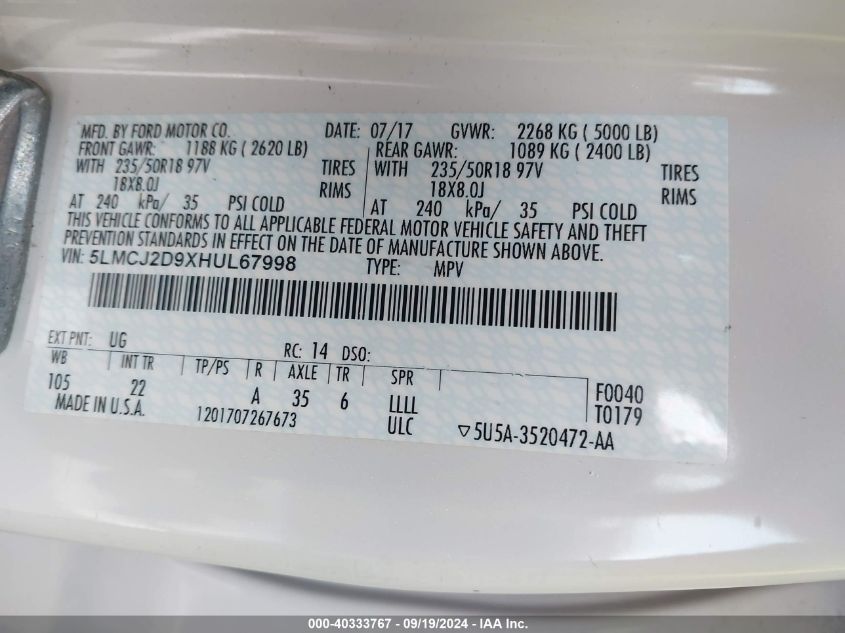 MFD. BY FORD MOTOR CO. DATE: 07/17 GVWR: 2268 KG ( 5000 LB)
FRONT GAWR: 1188 KG ( 2620 LB) REAR GAWR: 1089 KG ( 2400 LB)
WITH 235/50R18 97V TIRES WITH 235/50R18 97V TIRES
18X8.0J RIMS 18X8.0J RIMS
AT 240 kPa/ 35 PSI COLD AT 240 kPa/ 35 PSI COLD
THIS VEHICLE CONFORMS TO ALL APPLICABLE FEDERAL MOTOR VEHICLE SAFETY AND THEFT
PREVENTION STANDARDS IN EFFECT ON THE DATE OF MANUFACTURE SHOWN ABOVE.
VIN: 5LMCJ2D9XHUL67998 TYPE: MPV
EXT PNT: UG RC: 14 DSO:
WB INT TR TP/PS R AXLE TR SPR
105 22 A 35 6 LLLL F0040
MADE IN U.S.A. 1201707267673 ULC T0179
▽5U5A-3520472-AA
000-40333767 - 09/19/2024 - IAA Inc.